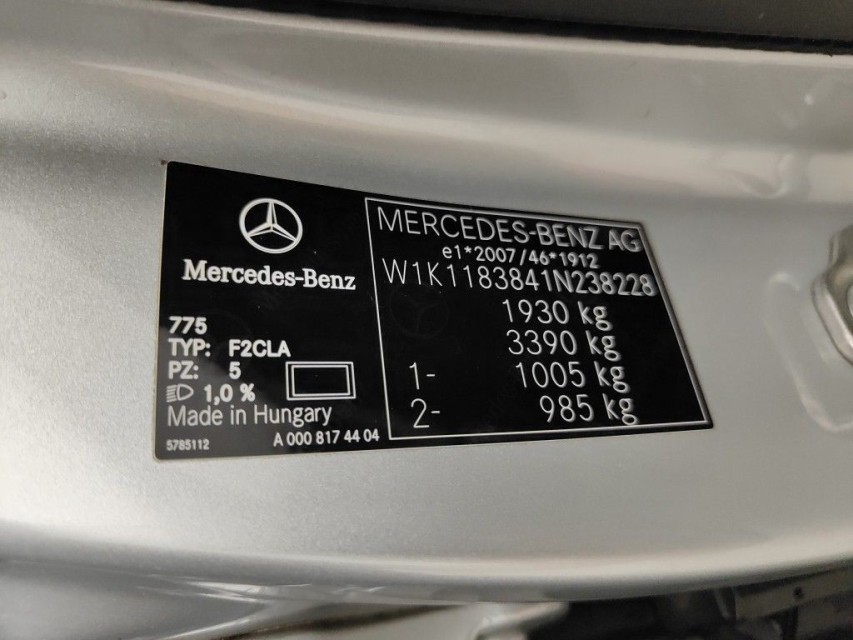 Mercedes-Benz
775
TYP: F2CLA
PZ: 5
1,0 %
Made in Hungary
5785112 A 000 817 44 04
MERCEDES-BENZ AG
e1*2007/46*1912
W1K1183841N238228
1930 kg
3390 kg
1- 1005 kg
2- 985 kg